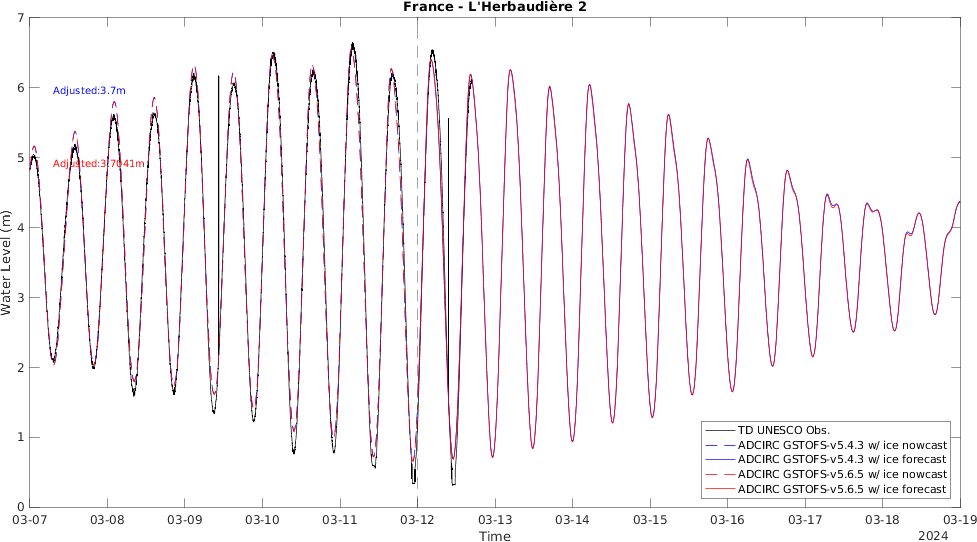 France - L'Herbaudière 2
7
6
5
4
3
2
1
0
Water Level (m)
Adjusted:3.7m
Adjusted:3.7041m
TD UNESCO Obs.
ADCIRC GSTOFS-v5.4.3 w/ ice nowcast
ADCIRC GSTOFS-v5.4.3 w/ ice forecast
ADCIRC GSTOFS-v5.6.5 w/ ice nowcast
ADCIRC GSTOFS-v5.6.5 w/ ice forecast
03-07 03-08 03-09 03-10 03-11 03-12 03-13 03-14 03-15 03-16 03-17 03-18 03-19
Time
2024